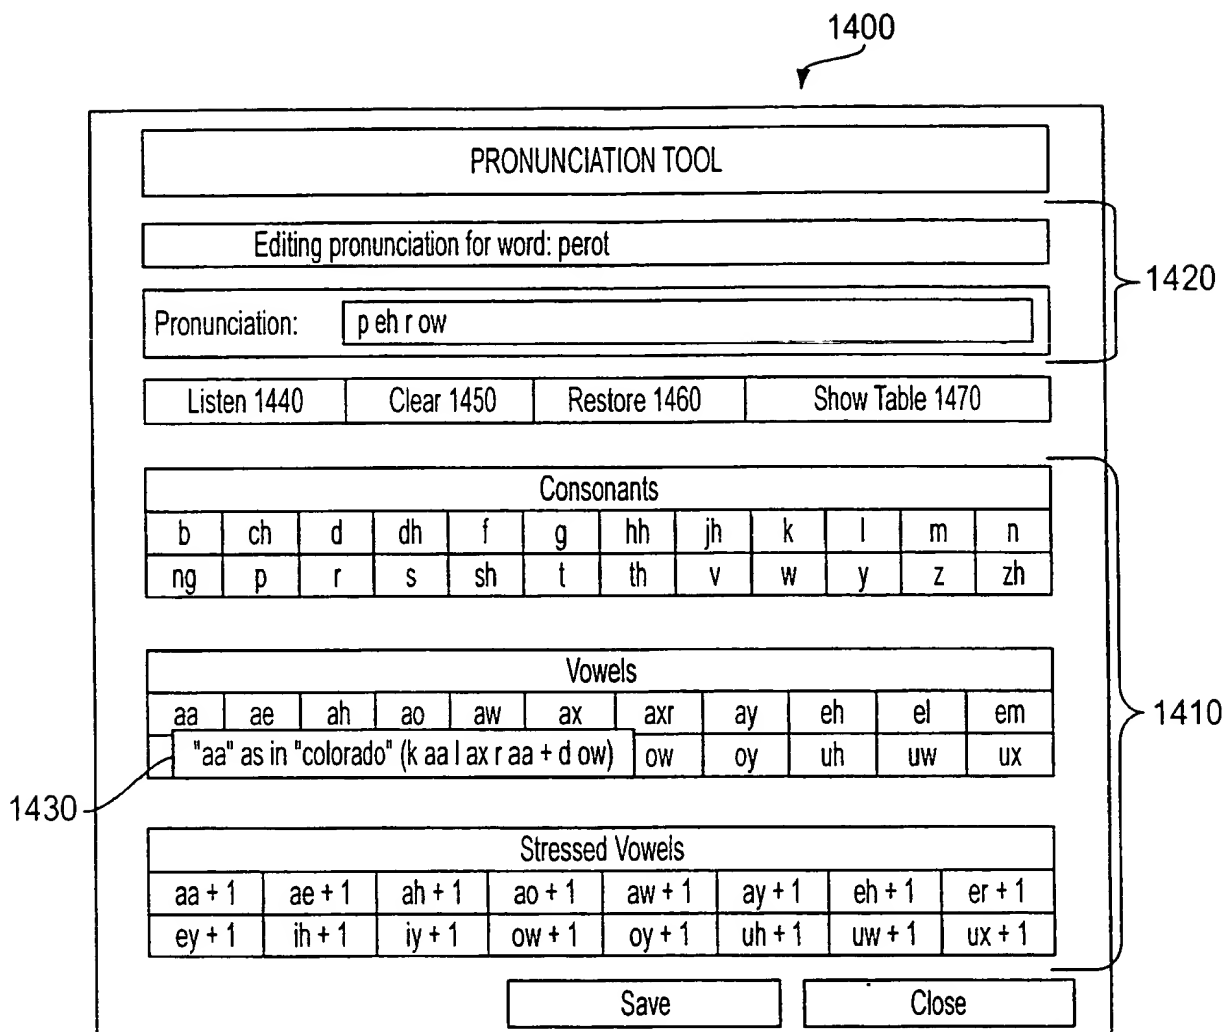 1400
PRONUNCIATION TOOL
Editing pronunciation for word: perot
1420
Pronunciation: p eh r ow
Listen 1440 Clear 1450 Restore 1460 Show Table 1470
Consonants
b ch d dh f g hh jh k l m n
ng p r s sh t th v w y z zh
Vowels
aa ae ah ao aw ax axr ay eh el em
1410
"aa" as in "colorado" (k aa l ax r aa + d ow) ow oy uh uw ux
1430
Stressed Vowels
aa + 1 ae + 1 ah + 1 ao + 1 aw + 1 ay + 1 eh + 1 er + 1
ey + 1 ih + 1 iy + 1 ow + 1 oy + 1 uh + 1 uw + 1 ux + 1
Save Close